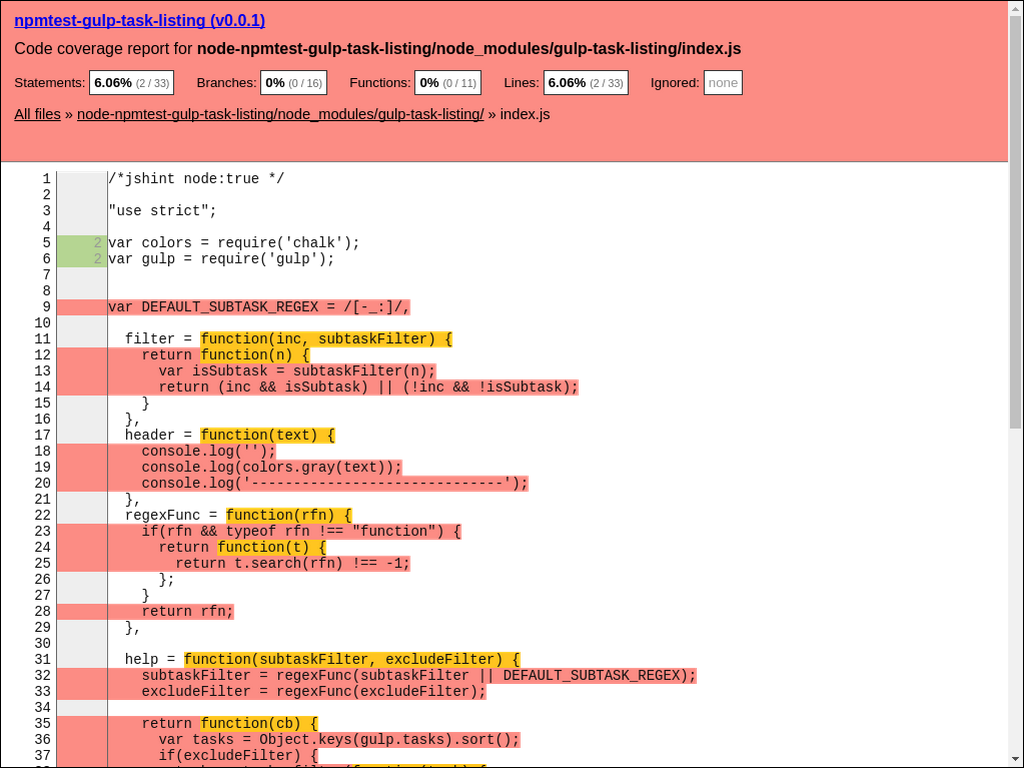 npmtest-gulp-task-listing (v0.0.1)
Code coverage report for node-npmtest-gulp-task-listing/node_modules/gulp-task-listing/index.js
Statements: 6.06% (2 / 33) Branches: 0% (0 / 16) Functions: 0% (0 / 11) Lines: 6.06% (2 / 33) Ignored: none
All files » node-npmtest-gulp-task-listing/node_modules/gulp-task-listing/ » index.js
1 /*jshint node:true */
2
3 "use strict";
4
5 2 var colors = require('chalk');
6 2 var gulp = require('gulp');
7
8
9 var DEFAULT_SUBTASK_REGEX = /[-_:]/,
10
11 filter = function(inc, subtaskFilter) {
12 return function(n) {
13 var isSubtask = subtaskFilter(n);
14 return (inc && isSubtask) || (!inc && !isSubtask);
15 }
16 },
17 header = function(text) {
18 console.log('');
19 console.log(colors.gray(text));
20 console.log('------------------------------');
21 },
22 regexFunc = function(rfn) {
23 if(rfn && typeof rfn !== "function") {
24 return function(t) {
25 return t.search(rfn) !== -1;
26 };
27 }
28 return rfn;
29 },
30
31 help = function(subtaskFilter, excludeFilter) {
32 subtaskFilter = regexFunc(subtaskFilter || DEFAULT_SUBTASK_REGEX);
33 excludeFilter = regexFunc(excludeFilter);
34
35 return function(cb) {
36 var tasks = Object.keys(gulp.tasks).sort();
37 if(excludeFilter) {